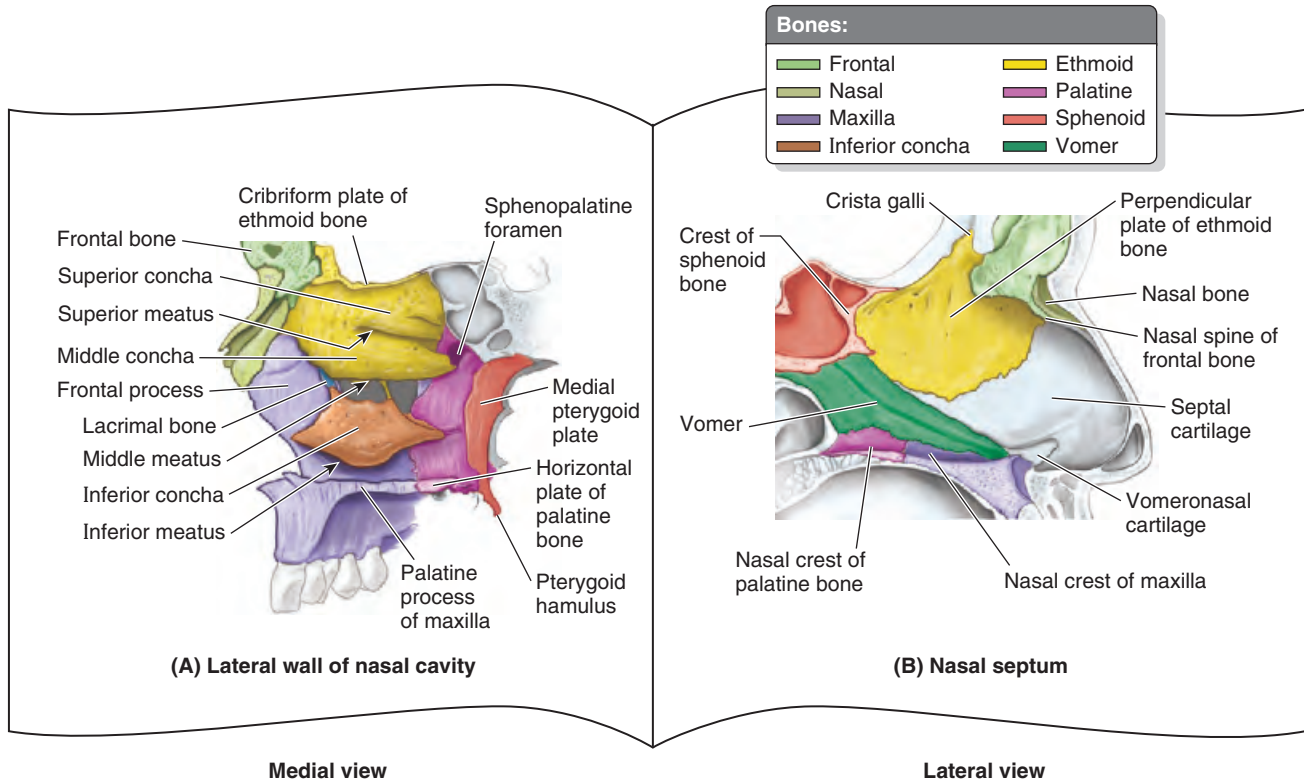 Bones:
Frontal
Nasal
Maxilla
Inferior concha
Ethmoid
Palatine
Sphenoid
Vomer
Cribriform plate of
ethmoid bone
Sphenopalatine
foramen
Frontal bone
Superior concha
Superior meatus
Middle concha
Frontal process
Lacrimal bone
Middle meatus
Inferior concha
Inferior meatus
Medial
pterygoid
plate
Horizontal
plate of
palatine
bone
Palatine
process
of maxilla
Pterygoid
hamulus
(A) Lateral wall of nasal cavity
Medial view
Crista galli
Perpendicular
plate of ethmoid
bone
Crest of
sphenoid
bone
Nasal bone
Nasal spine of
frontal bone
Vomer
Septal
cartilage
Vomeronasal
cartilage
Nasal crest of
palatine bone
Nasal crest of maxilla
(B) Nasal septum
Lateral view